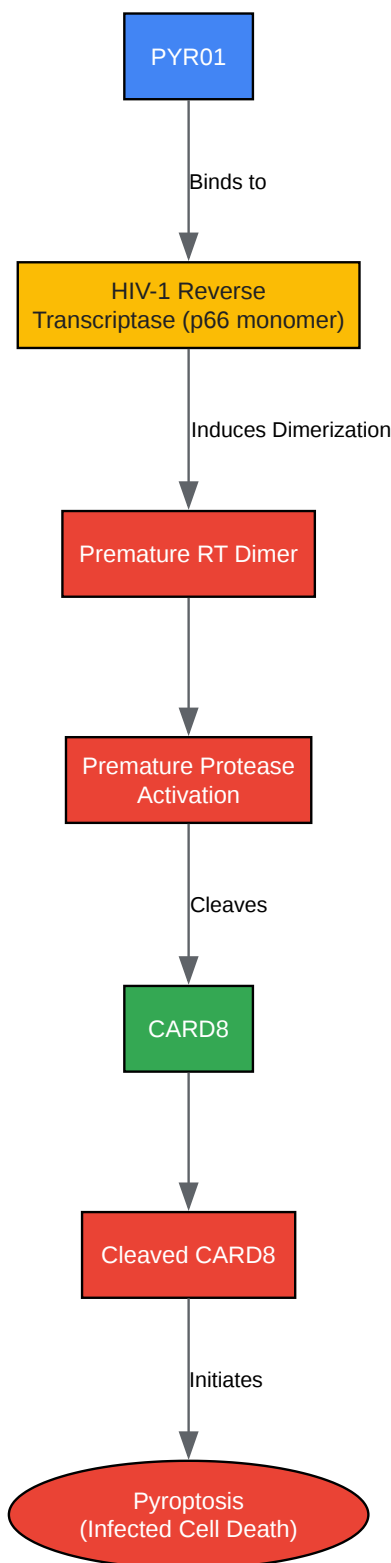 PYR01
Binds to
HIV-1 Reverse
Transcriptase (p66 monomer)
Induces Dimerization
Premature RT Dimer
Premature Protease
Activation
Cleaves
CARD8
Cleaved CARD8
Initiates
Pyroptosis
(Infected Cell Death)